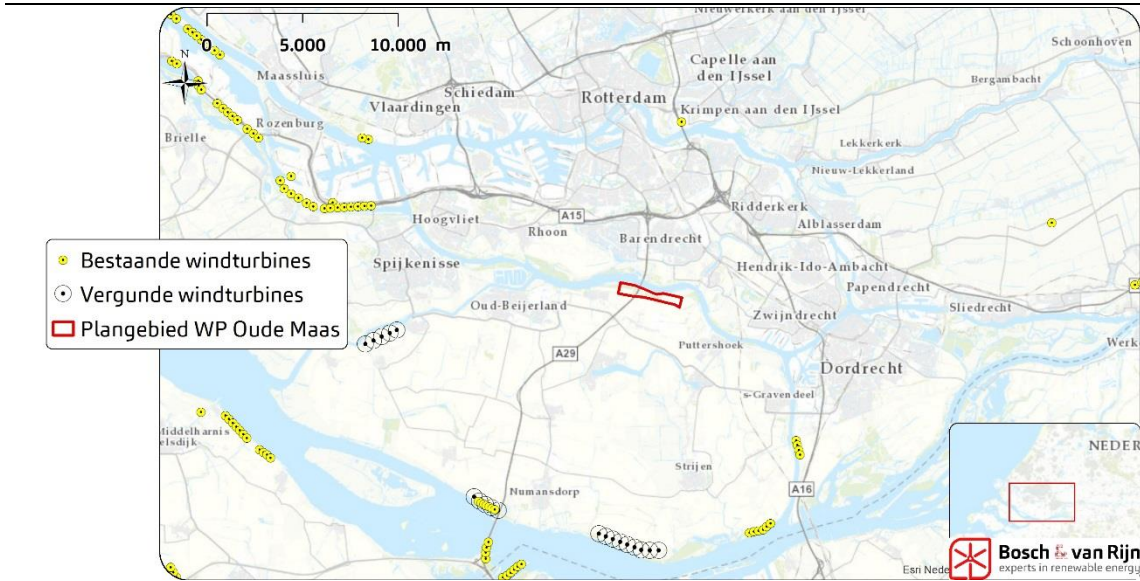 Nieuwerkerk aan den IJssel
0 5.000 10.000 m
Schoonhoven
N
Capelle aan
den IJssel
Maassluis
Bergambacht
Schiedam
Rotterdam
Vlaardingen
Krimpen aan den IJssel
Rozenburg
Brielle
Lekkerkerk
Nieuw-Lekkerland
Ridderkerk
Hoogvliet
A15
Alblasserdam
Rhoon
Barendrecht
Bestaande windturbines
Spijkenisse
Hendrik-Ido-Ambacht
Papendrecht
Vergunde windturbines
Oud-Beijerland
Sliedrecht
Zwijndrecht
Plangebied WP Oude Maas
Puttershoek
Werk
A29
Dordrecht
s-Gravendeel
Middelharnis
elsdijk
NEDER
Strijen
Numansdorp
A16
Bosch & van Rijn
experts in renewable energy
Esri Nede